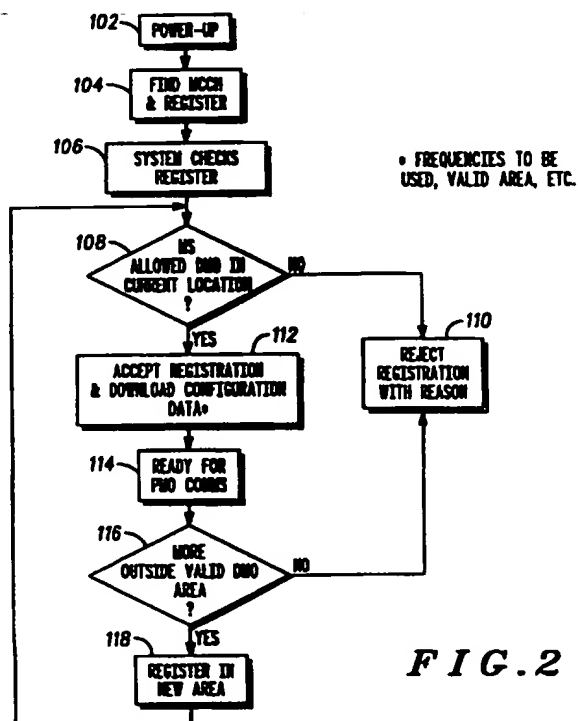 102
POWER-UP
104
FIND MCCH
& REGISTER
106
SYSTEM CHECKS
REGISTER
• FREQUENCIES TO BE
USED, VALID AREA, ETC.
108
MS
ALLOWED DMO IN
CURRENT LOCATION
?
NO
YES
110
REJECT
REGISTRATION
WITH REASON
112
ACCEPT REGISTRATION
& DOWNLOAD CONFIGURATION
DATA•
114
READY FOR
PMO COMMS
116
MORE
OUTSIDE VALID DMO
AREA
?
NO
YES
118
REGISTER IN
NEW AREA
FIG.2